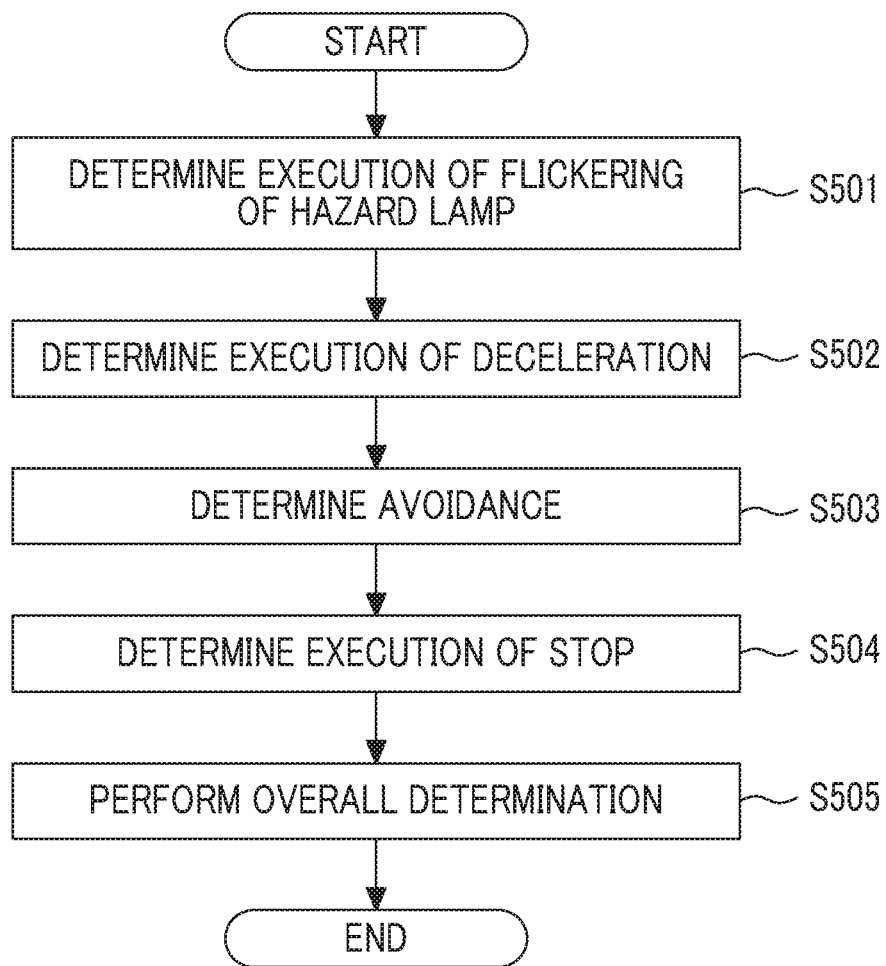 START
DETERMINE EXECUTION OF FLICKERING
OF HAZARD LAMP
S501
DETERMINE EXECUTION OF DECELERATION
S502
DETERMINE AVOIDANCE
S503
DETERMINE EXECUTION OF STOP
S504
PERFORM OVERALL DETERMINATION
S505
END